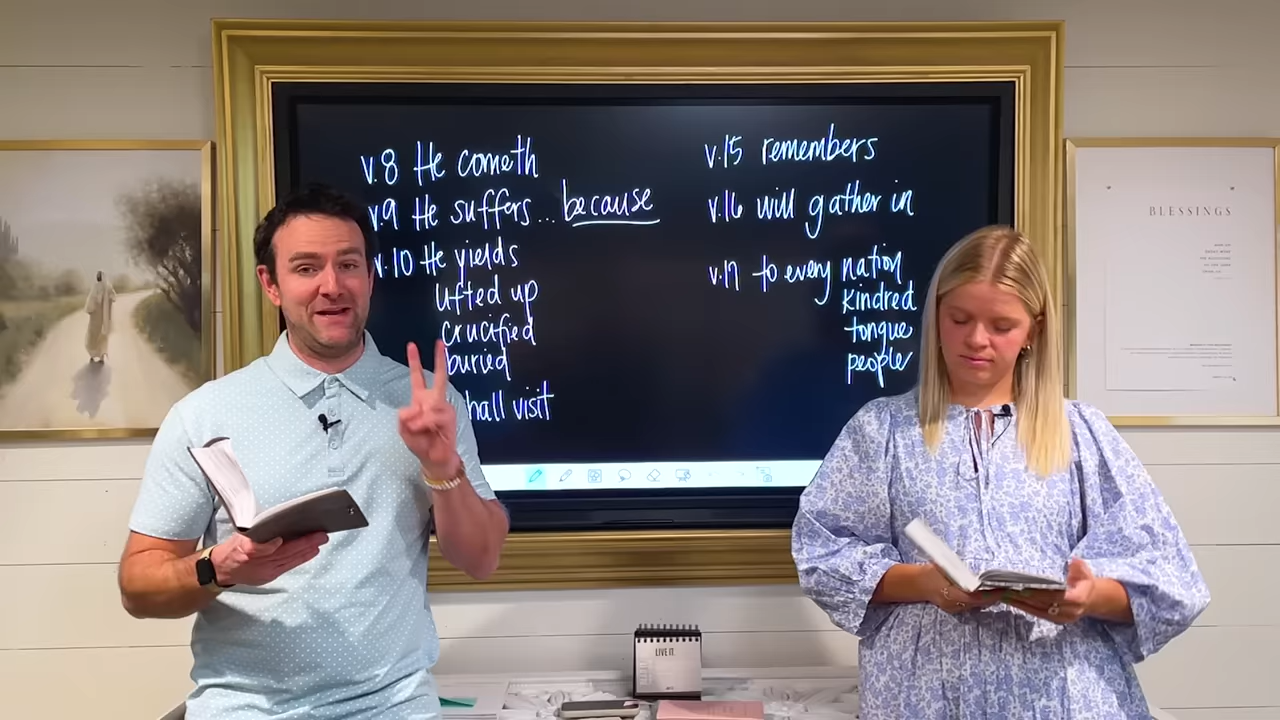 v.8 He cometh
v.9 He suffers... because
v.10 He yields
lifted up
crucified
buried
hall visit
v.15 remembers
v.16 will gather in
v.17 to every nation
kindred
tongue
people
BLESSINGS
LIVE IT.